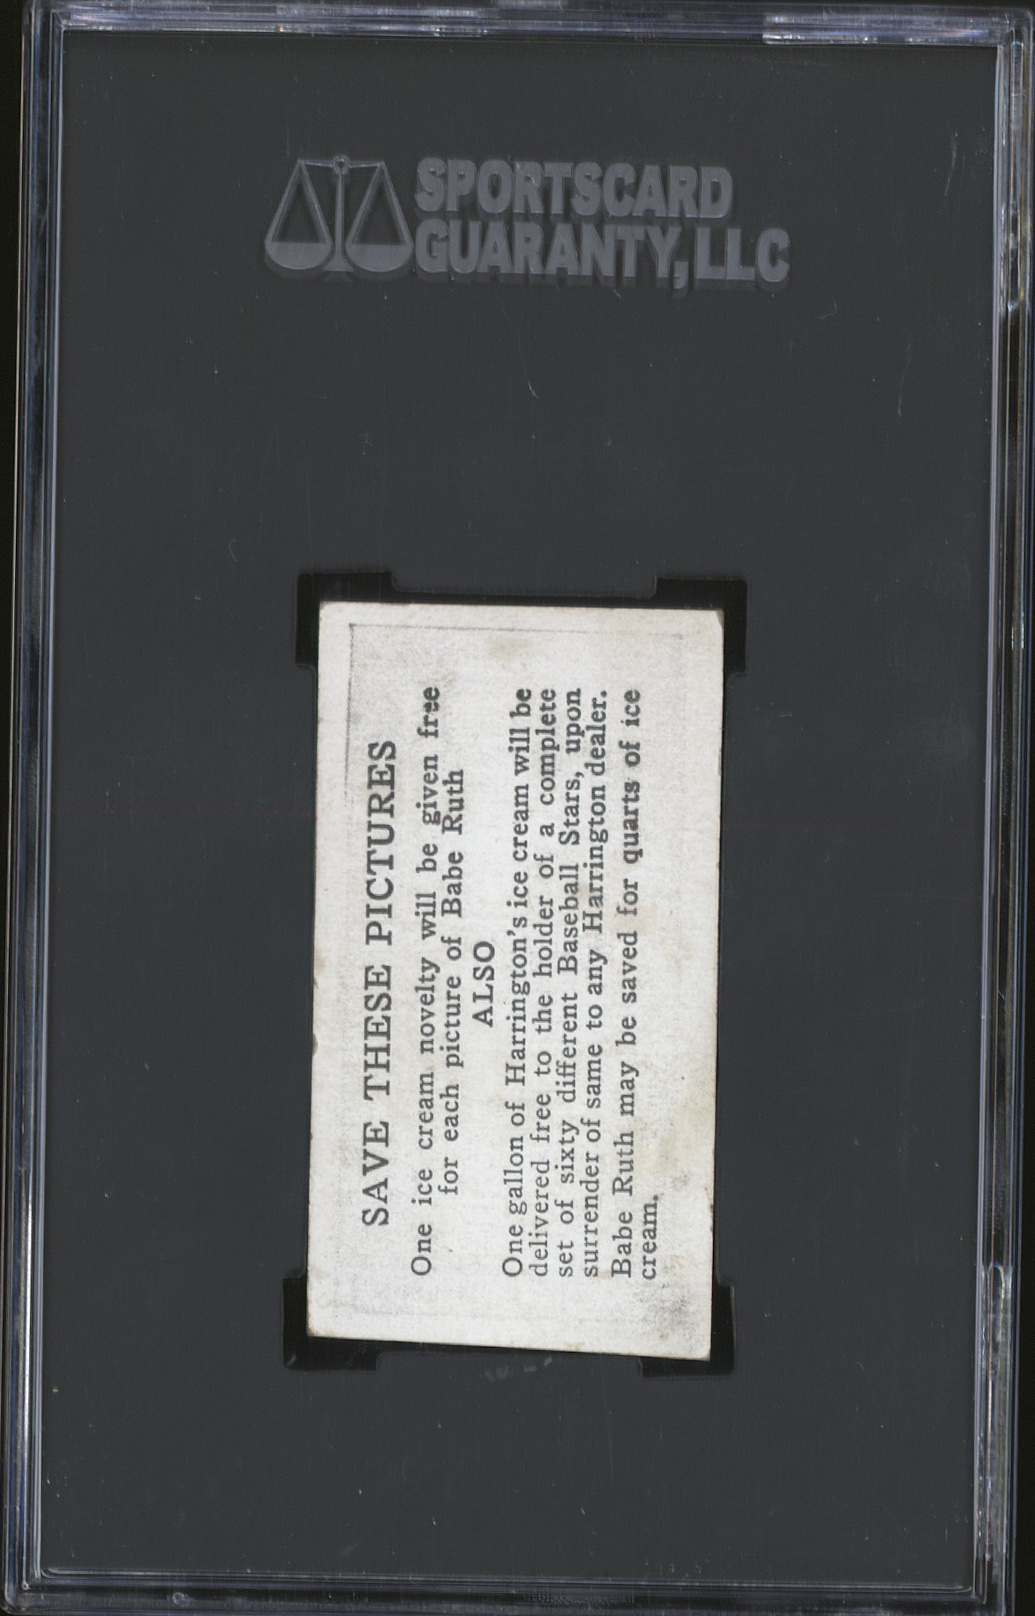 SPORTSCARD
GUARANTY, LLC
SAVE THESE PICTURES
One ice cream novelty will be given free
for each picture of Babe Ruth
ALSO
One gallon of Harrington's ice cream will be
delivered free to the holder of a complete
set of sixty different Baseball Stars, upon
surrender of same to any Harrington dealer.
Babe Ruth may be saved for quarts of ice
cream.